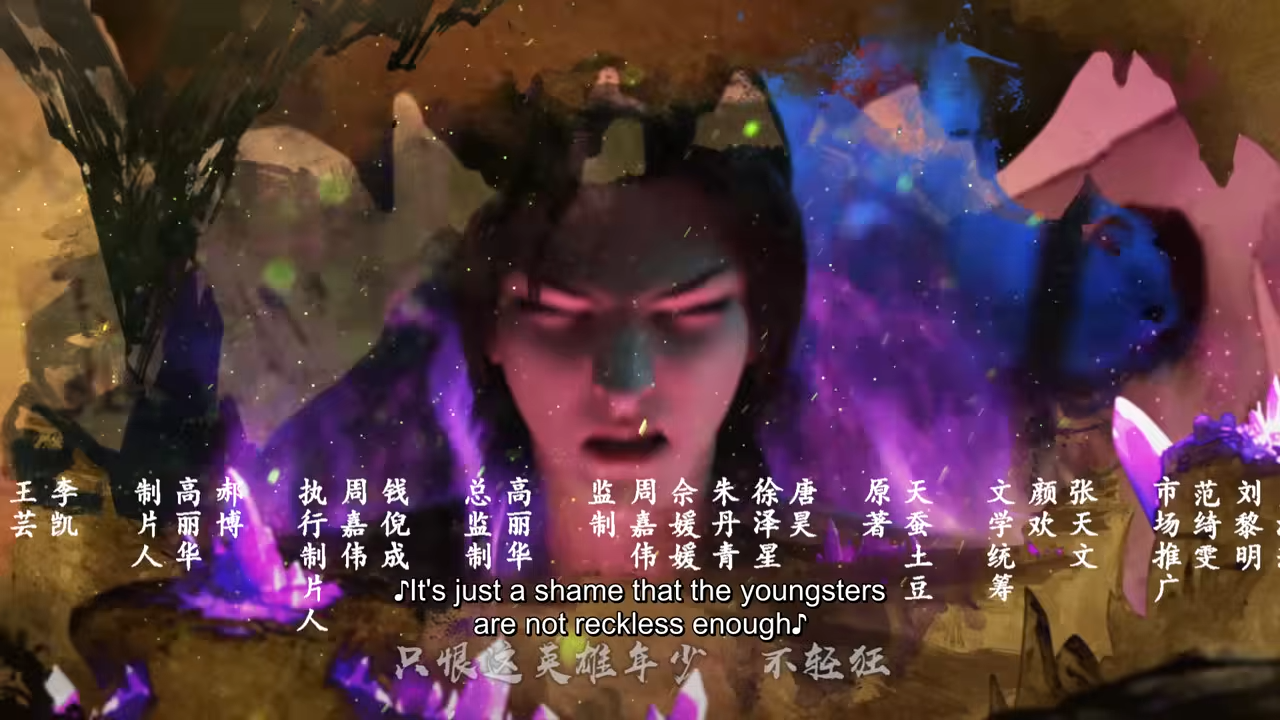 王芸
李凯
制片人
高丽华
郝博
执行制片人
周嘉伟
钱倪成
总监制
高丽华
监制
周嘉伟
佘媛媛
朱丹青
徐泽星
唐昊
原著
天蚕土豆
文学统筹
颜欢
张天文
市场推广
范绮雯
刘黎明
♪It's just a shame that the youngsters
are not reckless enough♪
只恨这英雄年少 不轻狂